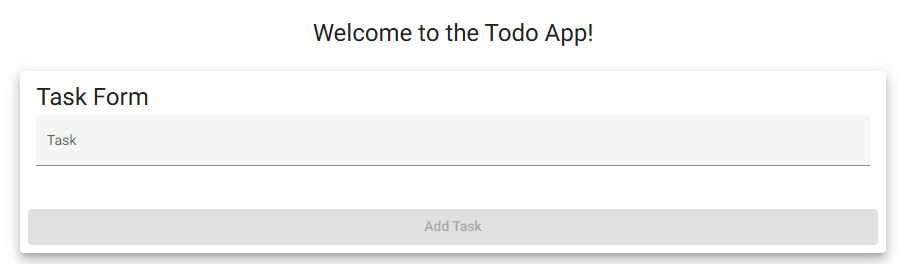 Welcome to the Todo App!
Task Form
Task
Add Task